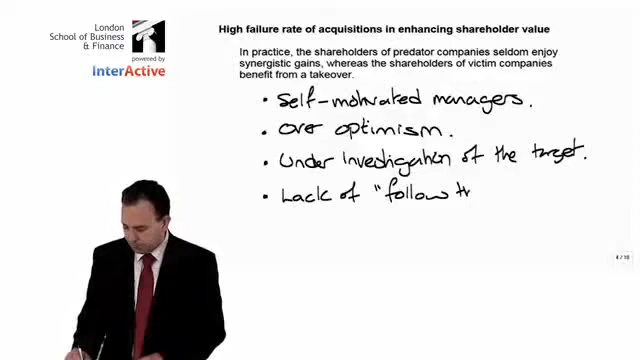 London
School of Business
& Finance
powered by
InterActive
High failure rate of acquisitions in enhancing shareholder value
In practice, the shareholders of predator companies seldom enjoy
synergistic gains, whereas the shareholders of victim companies
benefit from a takeover.
• Self-motivated managers.
• Over optimism.
• Under investigation of the target.
• Lack of "follow th
4 / 10